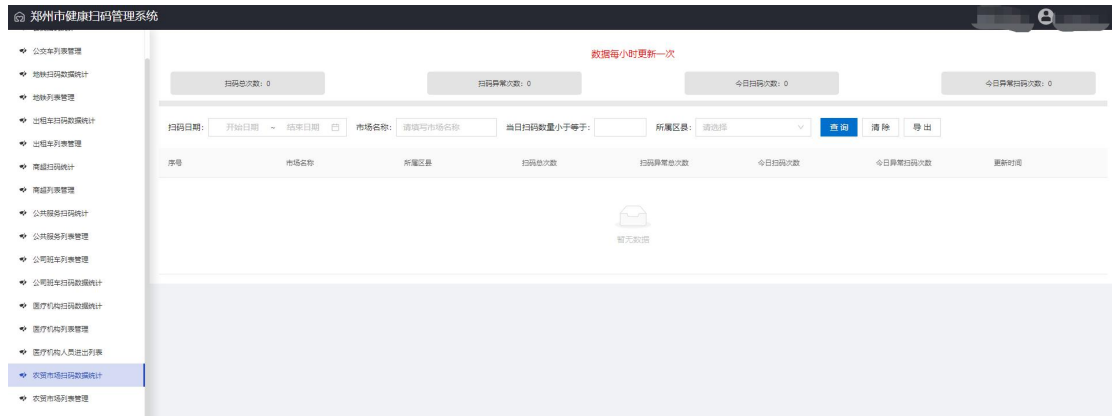 郑州市健康扫码管理系统
公交车列表管理
地铁扫码数据统计
地铁列表管理
出租车扫码数据统计
出租车列表管理
商超扫码统计
商超列表管理
公共服务扫码统计
公共服务列表管理
公司班车列表管理
公司班车扫码数据统计
医疗机构扫码数据统计
医疗机构列表管理
医疗机构人员进出列表
农贸市场扫码数据统计
农贸市场列表管理
数据每小时更新一次
扫码总次数: 0 扫码异常次数: 0 今日扫码次数: 0 今日异常扫码次数: 0
扫码日期: 开始日期 ~ 结束日期 市场名称: 请填写市场名称 当日扫码数量小于等于: 所属区县: 请选择 查询 清除 导出
序号 市场名称 所属区县 扫码总次数 扫码异常总次数 今日扫码次数 今日异常扫码次数 更新时间
暂无数据